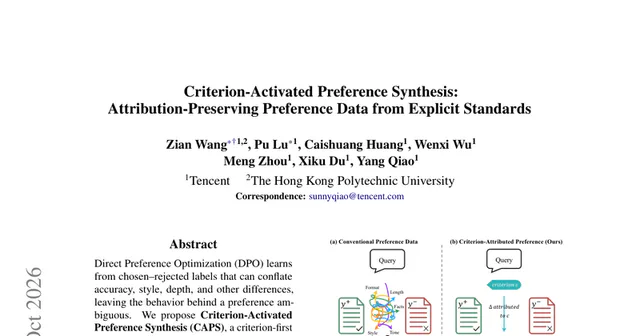 Criterion-Activated Preference Synthesis:
Attribution-Preserving Preference Data from Explicit Standards
Zian Wang*†1,2, Pu Lu*1, Caishuang Huang1, Wenxi Wu1
Meng Zhou1, Xiku Du1, Yang Qiao1
1Tencent 2The Hong Kong Polytechnic University
Correspondence: sunnyqiao@tencent.com
Abstract
Direct Preference Optimization (DPO) learns
from chosen–rejected labels that can conflate
accuracy, style, depth, and other differences,
leaving the behavior behind a preference am-
biguous. We propose Criterion-Activated
Preference Synthesis (CAPS), a criterion-first
(a) Conventional Preference Data
Query
Format
Length
Facts
Style
Tone
y+
y−
(b) Criterion-Attributed Preference (Ours)
Query
criterion c
y+
Δ attributed
to c
y−
Oct 2026